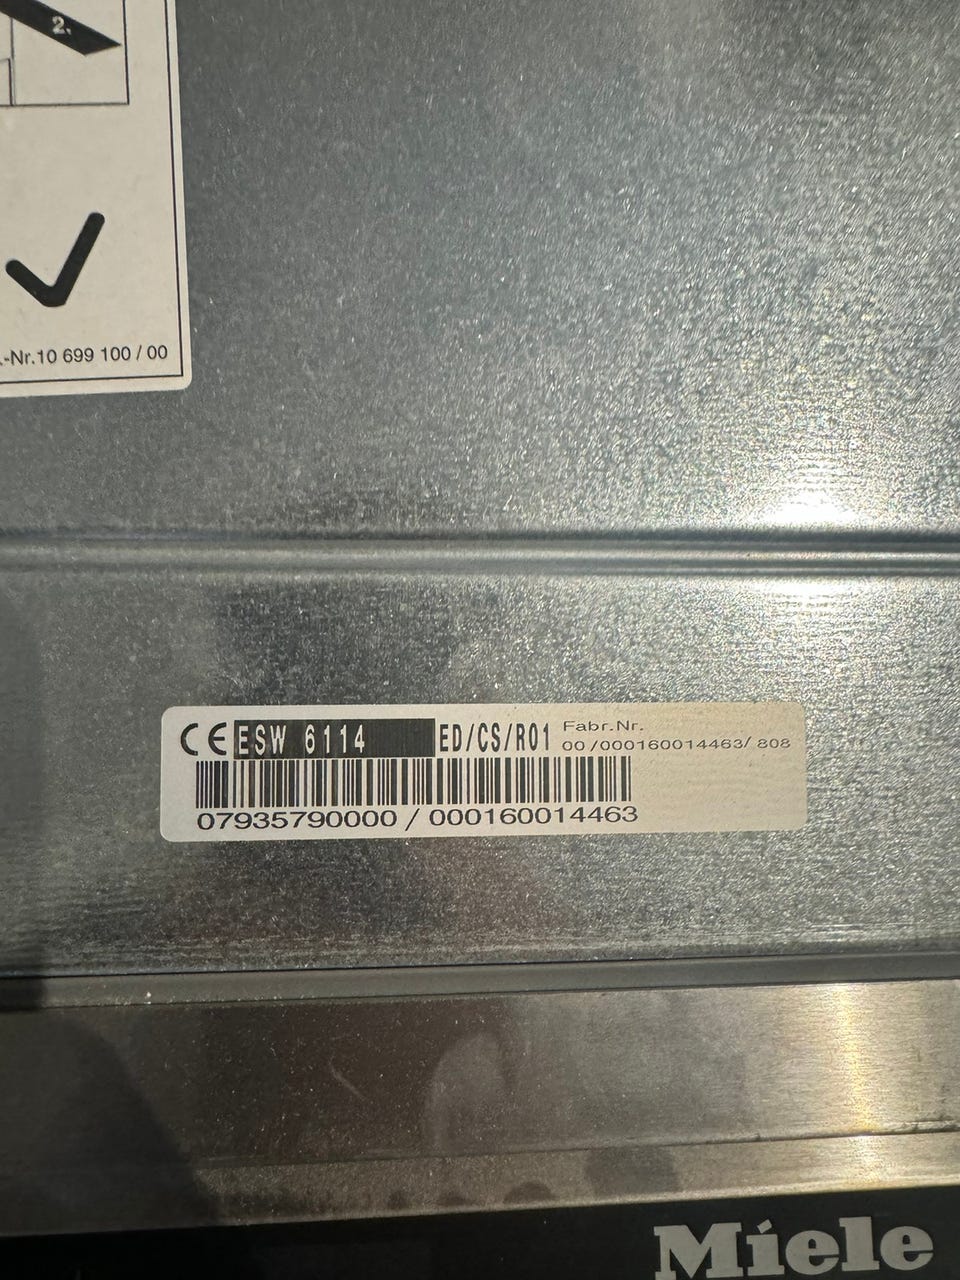 2.
-Nr.10 699 100 / 00
CE ESW 6114 ED/CS/R01 Fabr.Nr.
00/000160014463/ 808
07935790000 / 000160014463
Miele